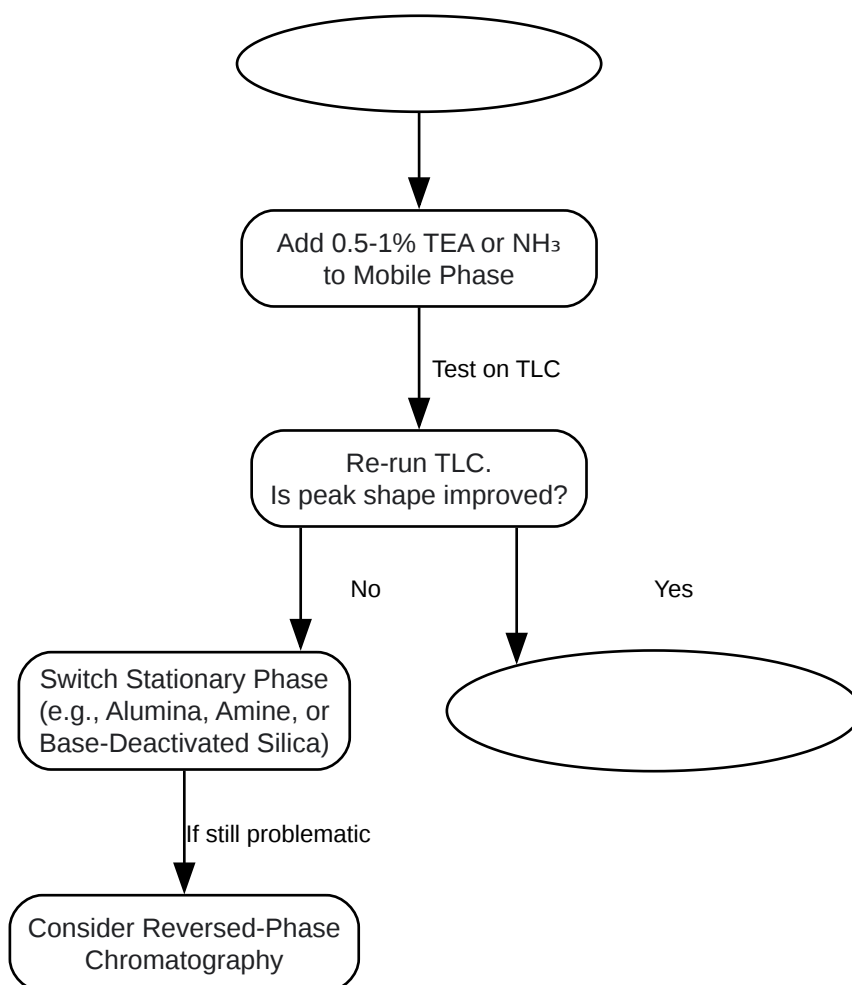 Add 0.5-1% TEA or NH₃
to Mobile Phase
Test on TLC
Re-run TLC.
Is peak shape improved?
No
Yes
Switch Stationary Phase
(e.g., Alumina, Amine, or
Base-Deactivated Silica)
If still problematic
Consider Reversed-Phase
Chromatography